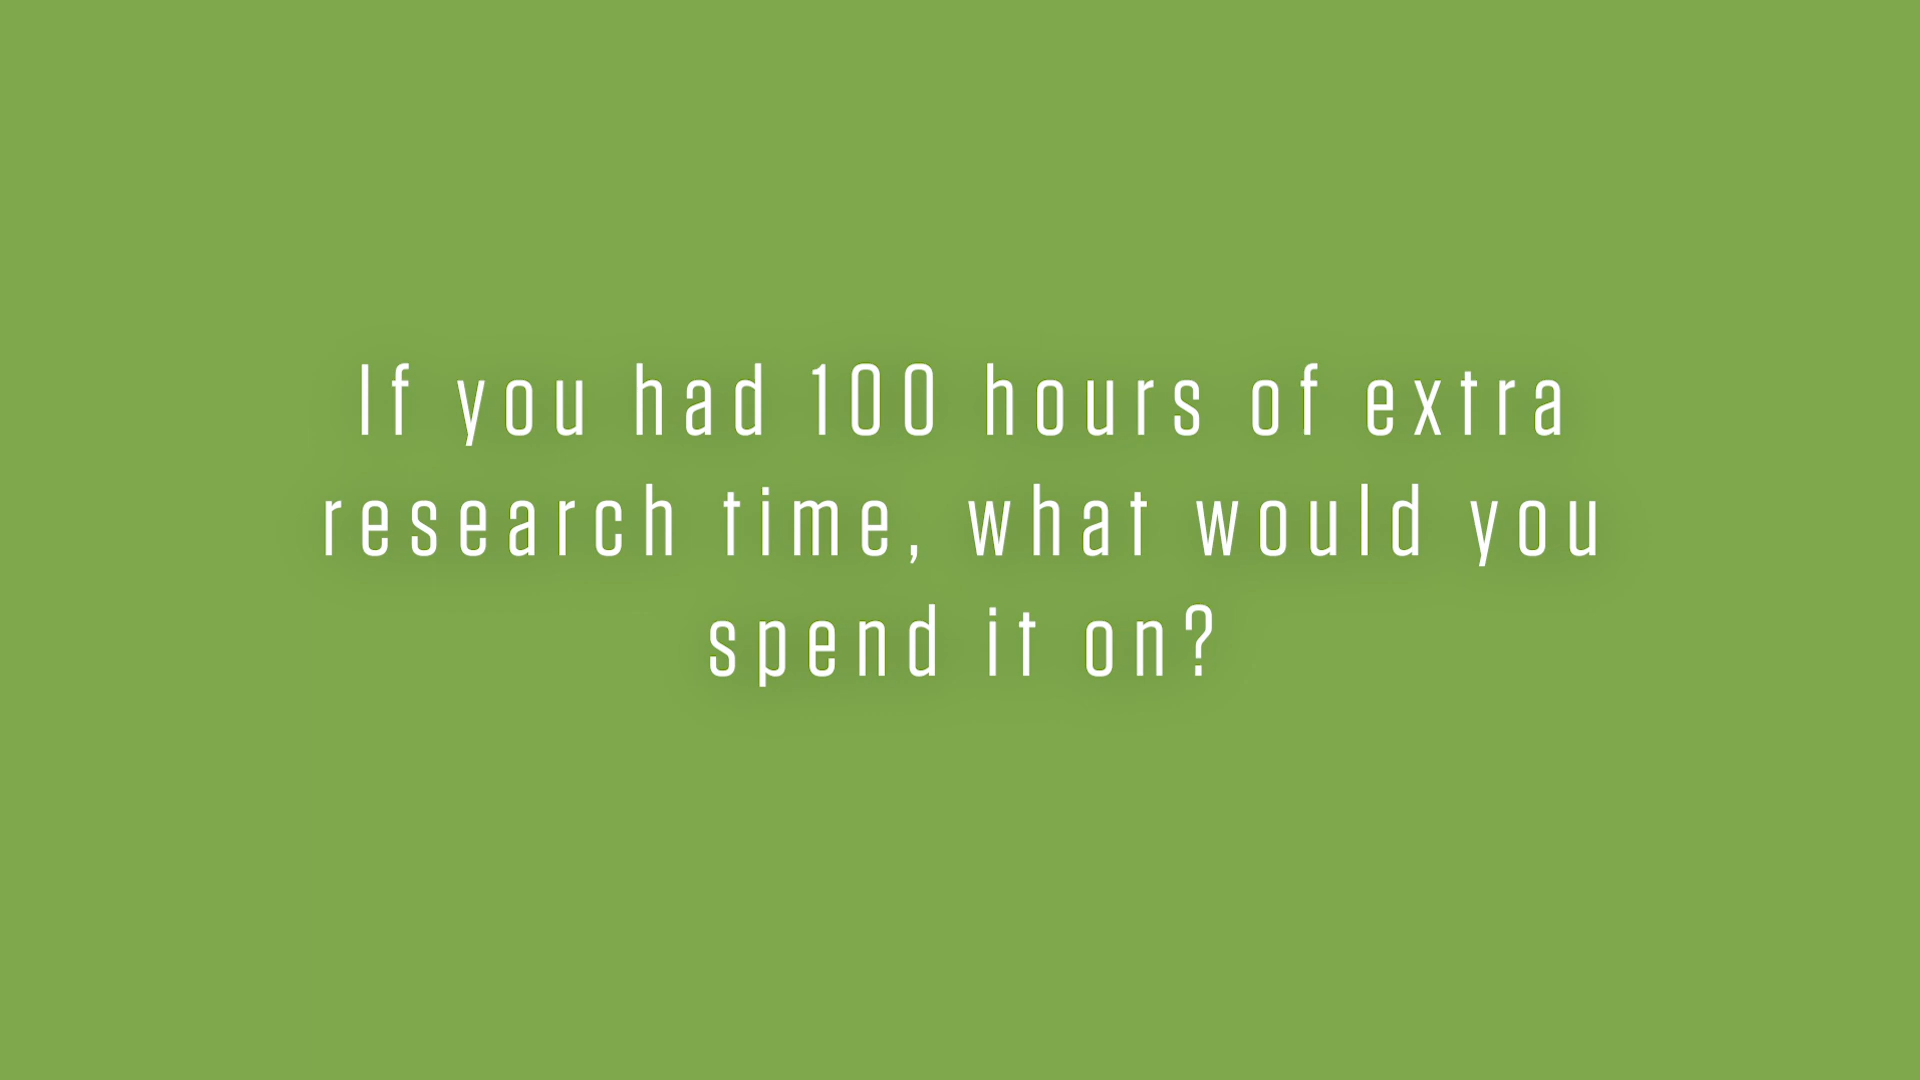 If you had 100 hours of extra
research time, what would you
spend it on?